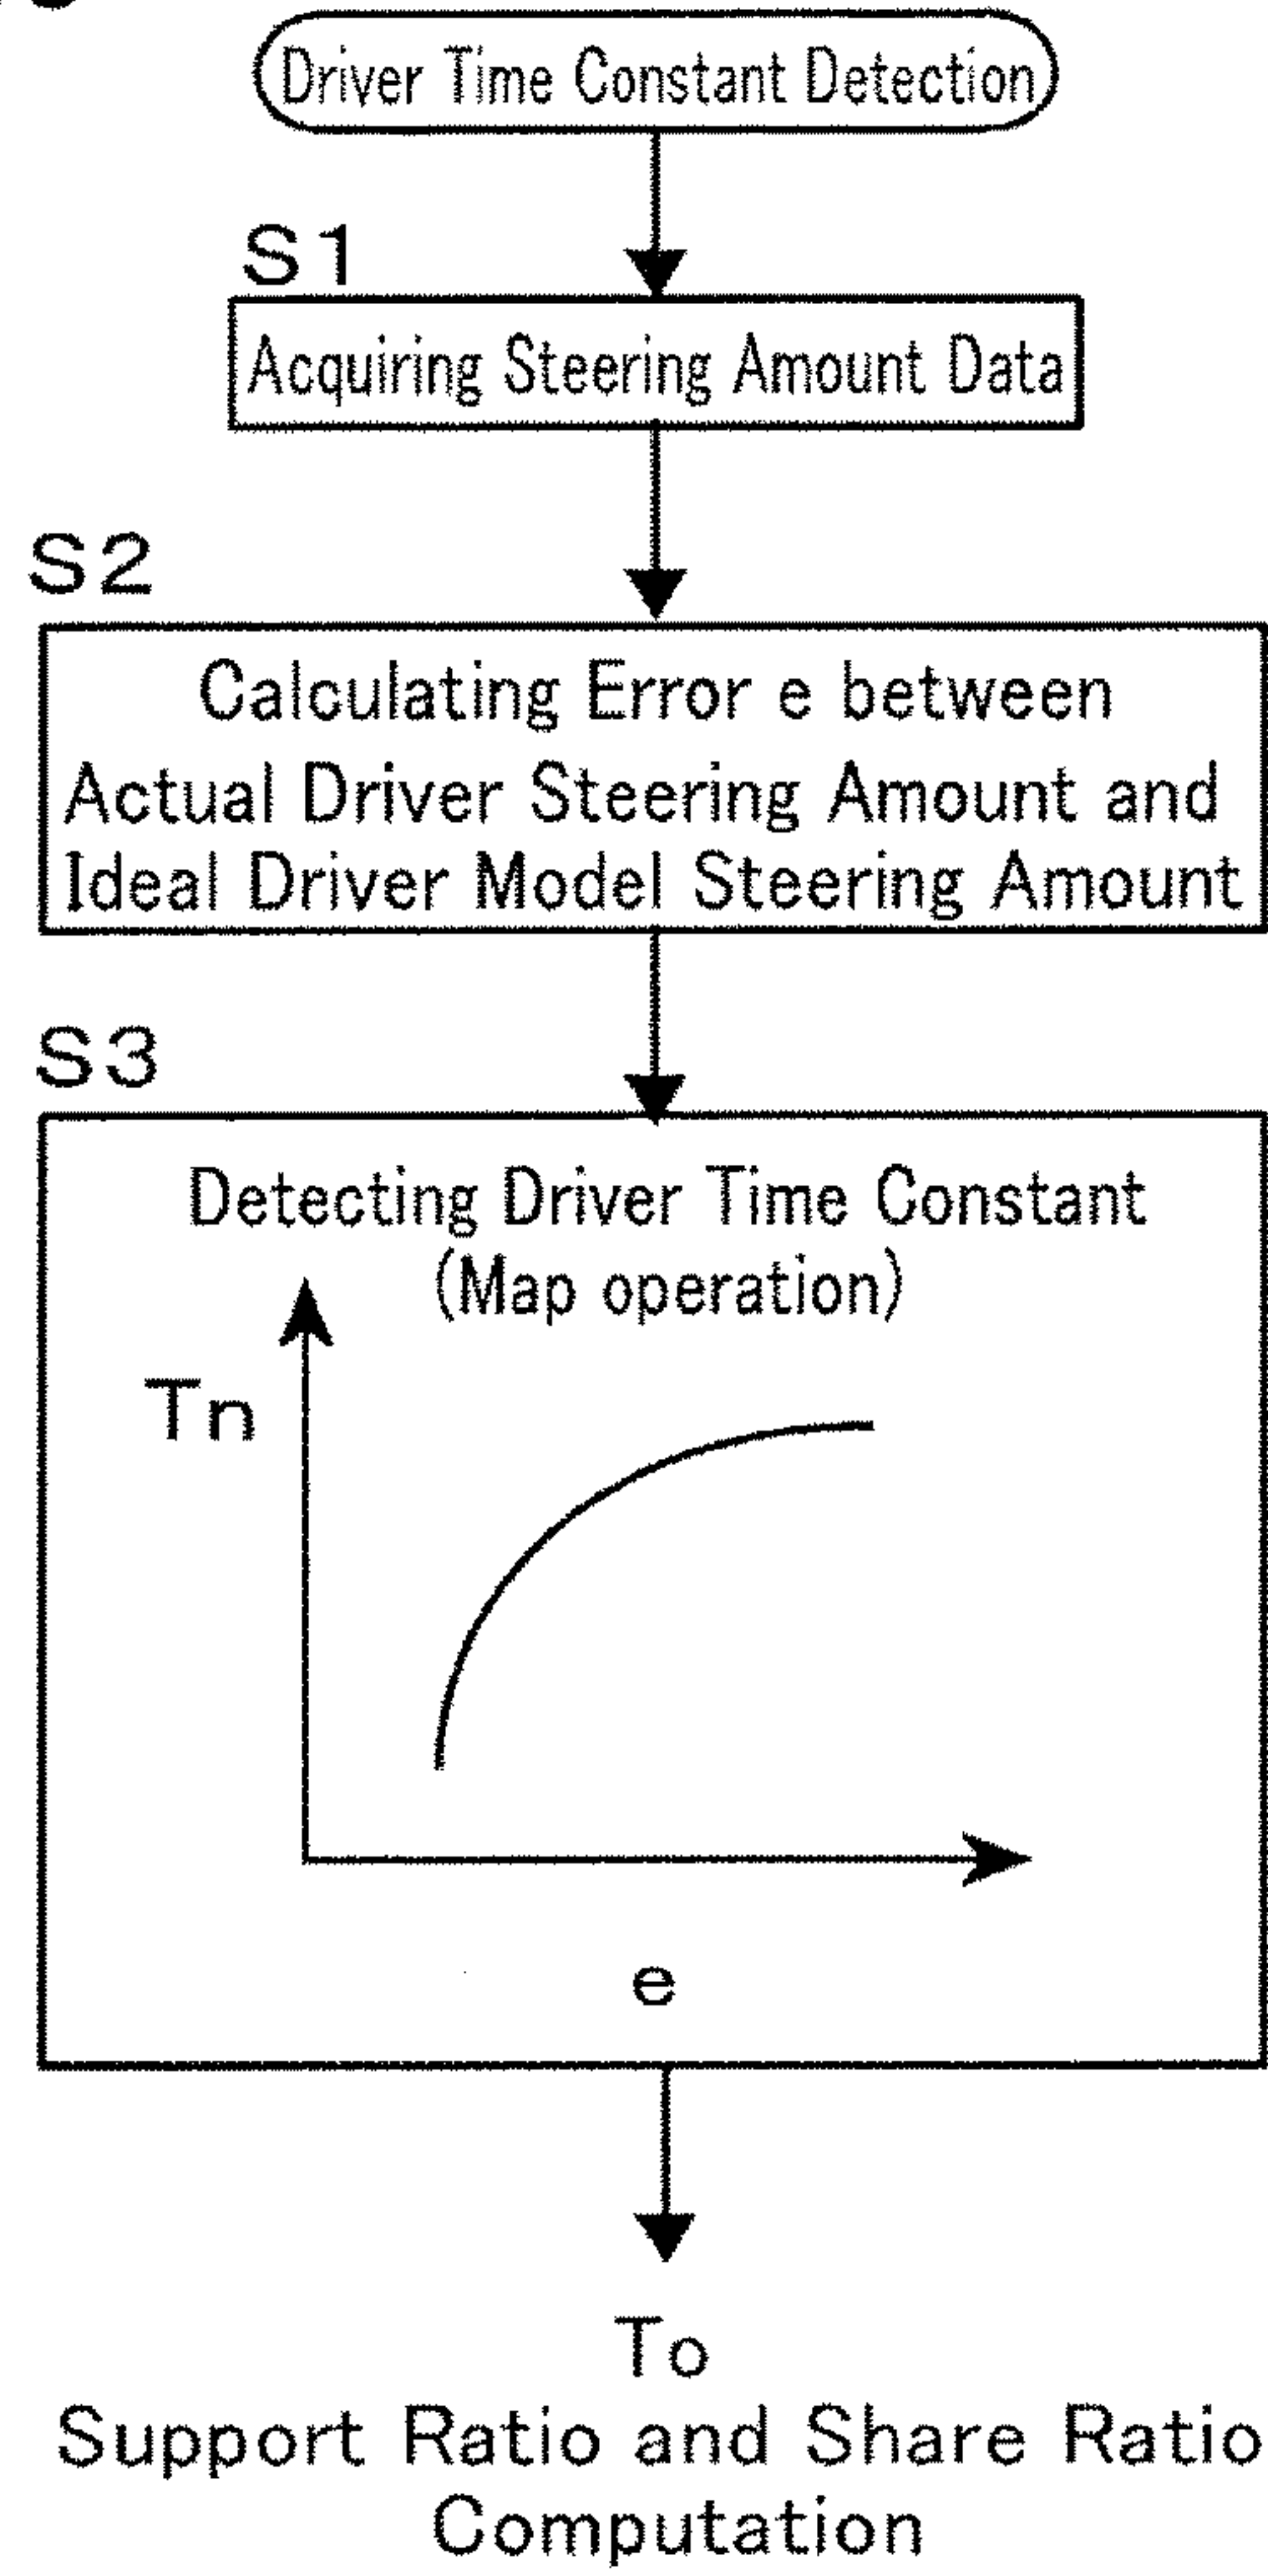 Driver Time Constant Detection
S1
Acquiring Steering Amount Data
S2
Calculating Error e between
Actual Driver Steering Amount and
Ideal Driver Model Steering Amount
S3
Detecting Driver Time Constant
(Map operation)
Tn
e
To
Support Ratio and Share Ratio
Computation